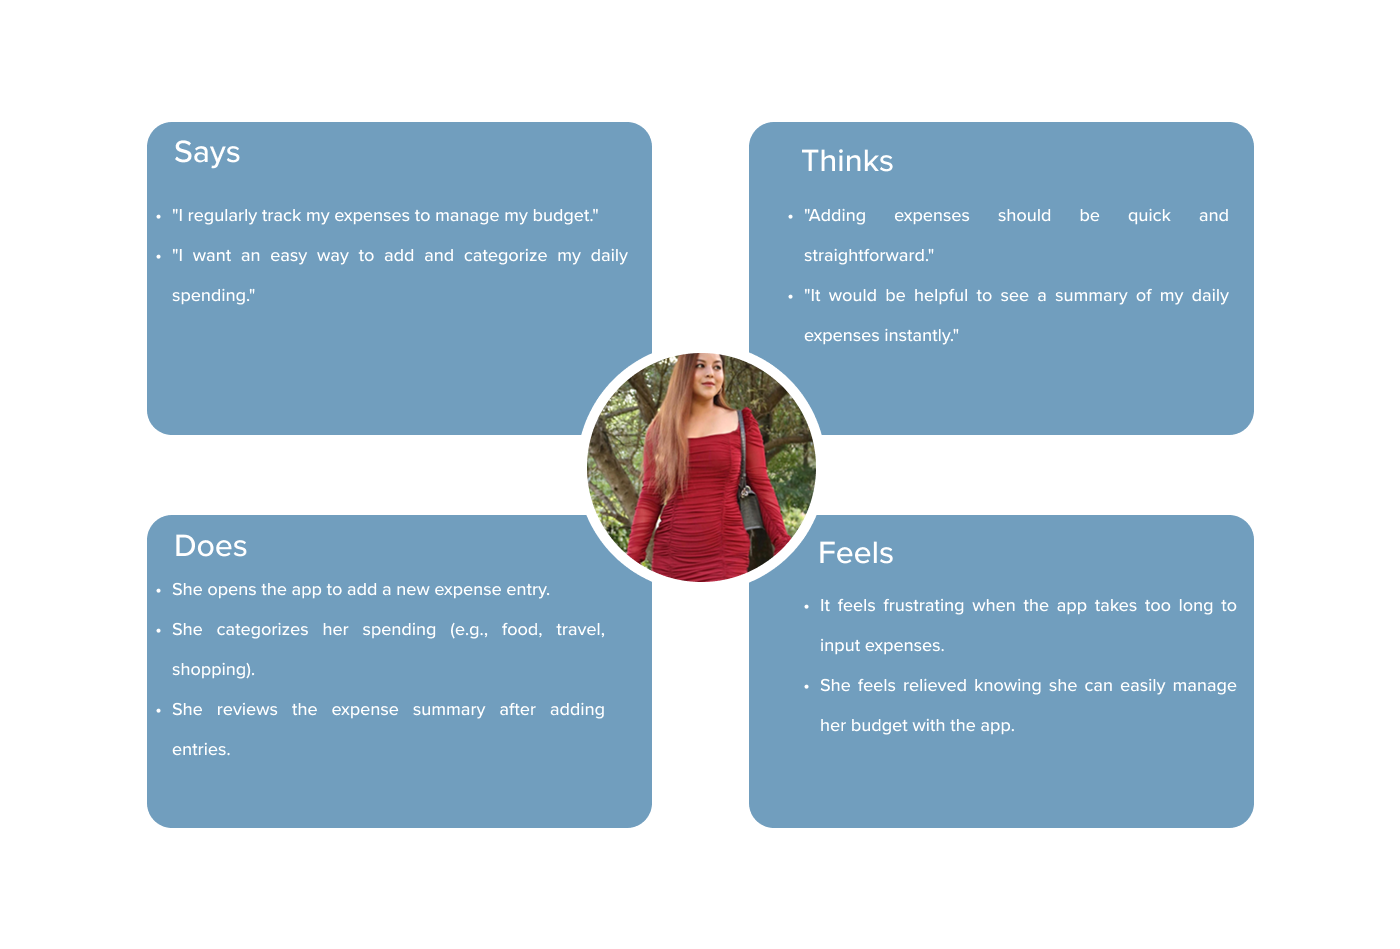 Says
• "I regularly track my expenses to manage my budget."
• "I want an easy way to add and categorize my daily
spending."
Thinks
• "Adding expenses should be quick and
straightforward."
• "It would be helpful to see a summary of my daily
expenses instantly."
Does
• She opens the app to add a new expense entry.
• She categorizes her spending (e.g., food, travel,
shopping).
• She reviews the expense summary after adding
entries.
Feels
• It feels frustrating when the app takes too long to
input expenses.
• She feels relieved knowing she can easily manage
her budget with the app.